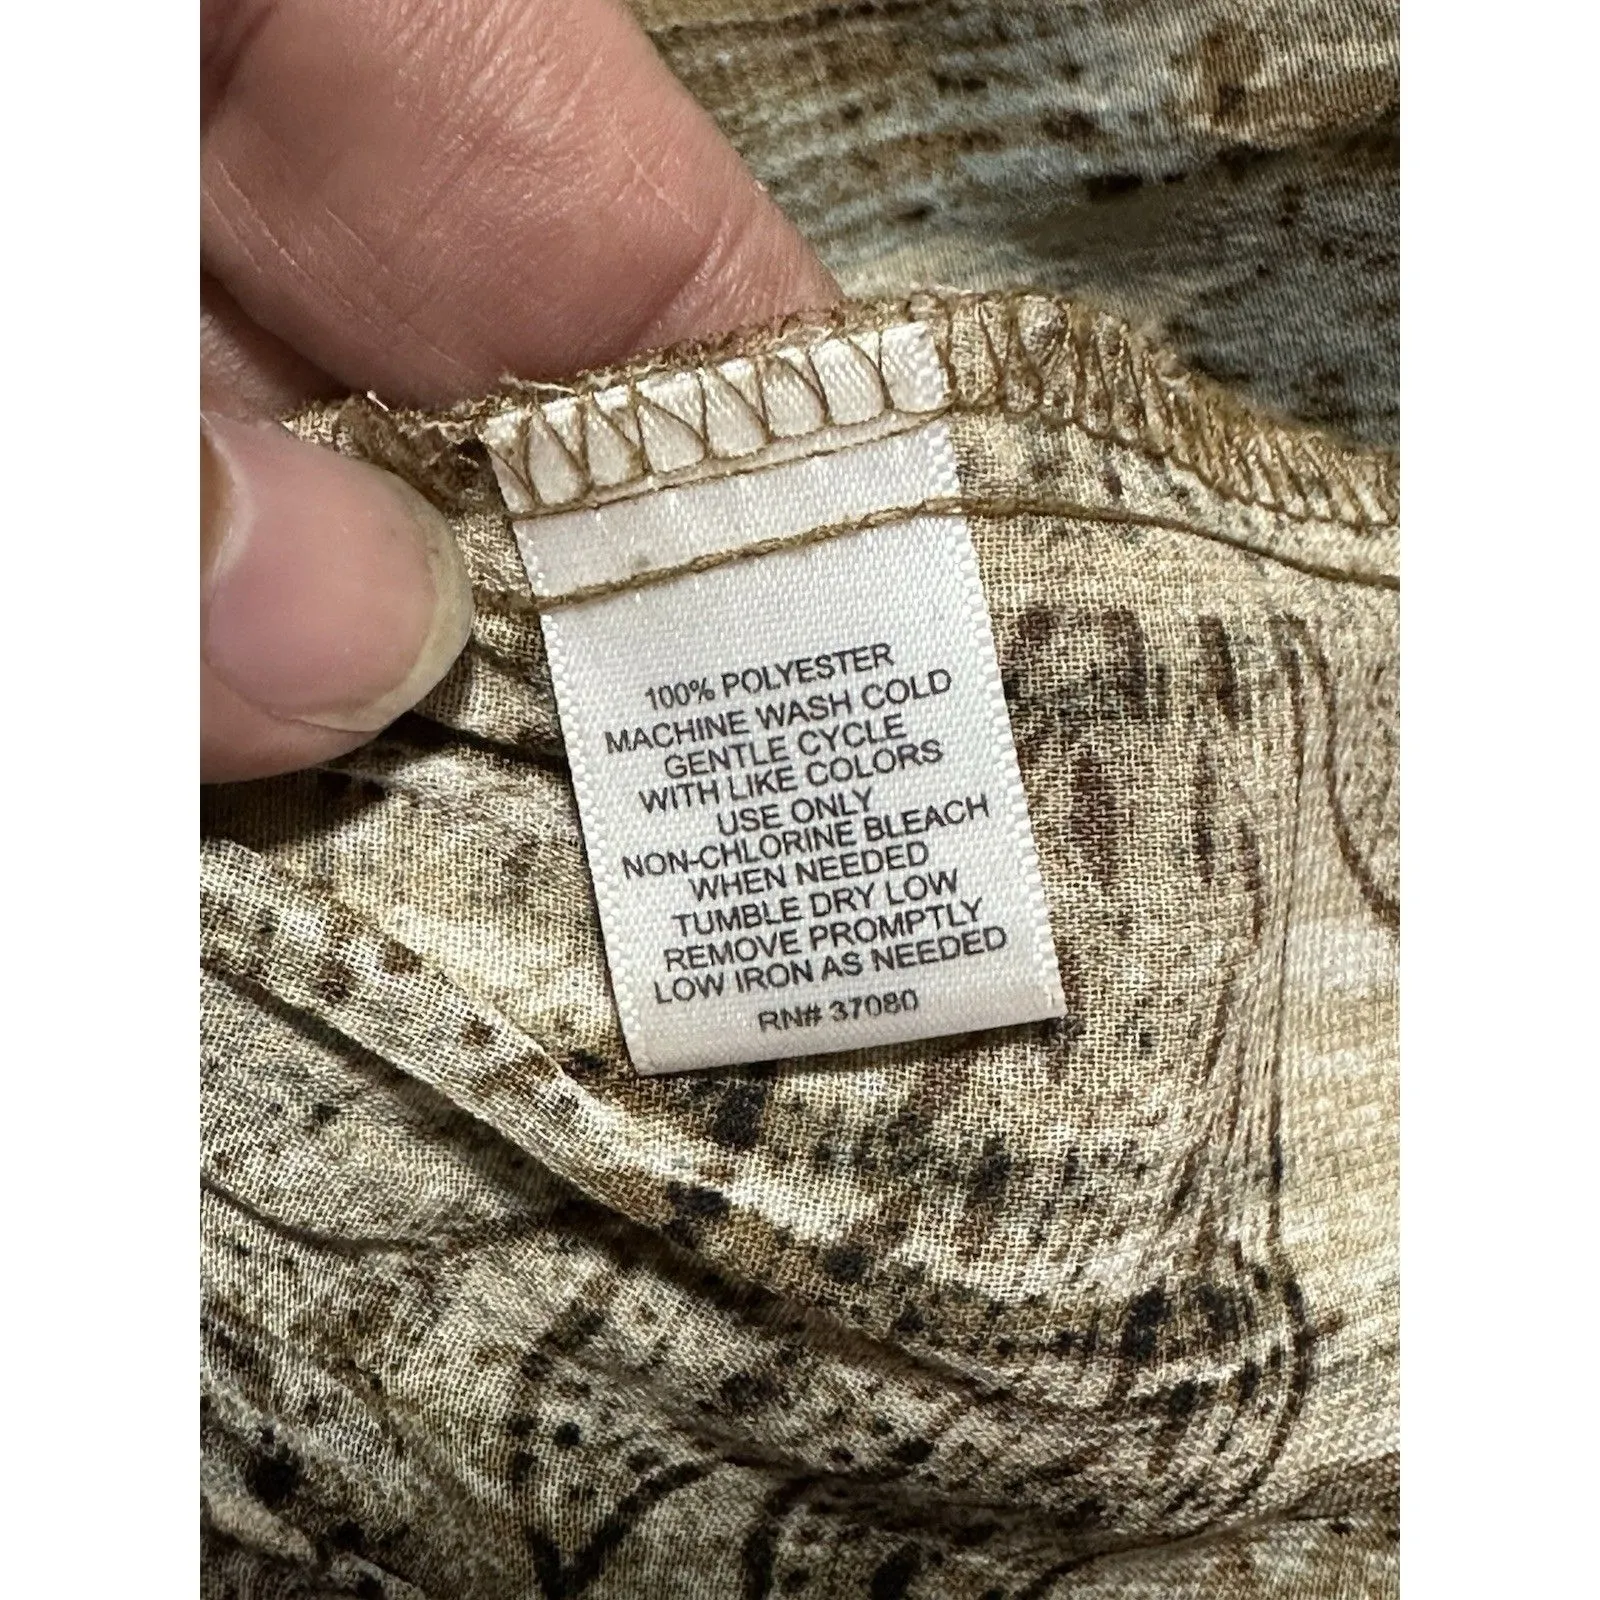 100% POLYESTER
MACHINE WASH COLD
GENTLE CYCLE
WITH LIKE COLORS
USE ONLY
NON-CHLORINE BLEACH
WHEN NEEDED
TUMBLE DRY LOW
REMOVE PROMPTLY
LOW IRON AS NEEDED
RN# 37080